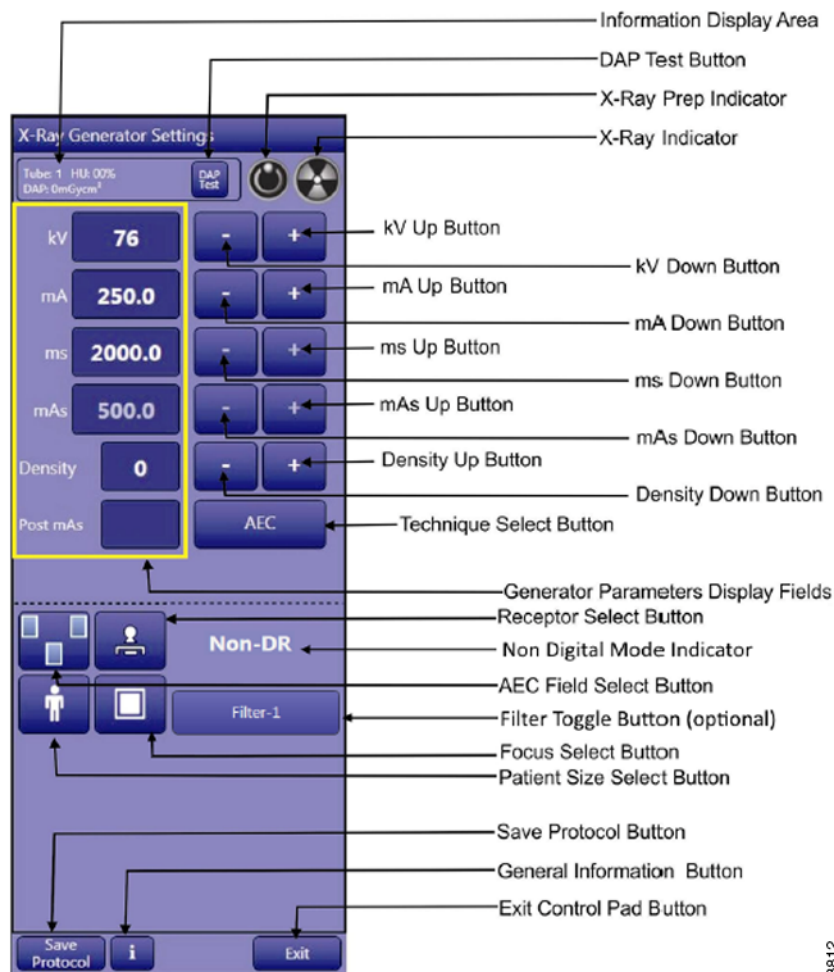 Information Display Area
DAP Test Button
X-Ray Prep Indicator
X-Ray Indicator
X-Ray Generator Settings
Tube: 1 HU: 00%
DAP: 0mGycm²
DAP
Test
kV 76 - +
kV Up Button
kV Down Button
mA 250.0 - +
mA Up Button
mA Down Button
ms 2000.0 - +
ms Up Button
ms Down Button
mAs 500.0 - +
mAs Up Button
mAs Down Button
Density 0 - +
Density Up Button
Density Down Button
Post mAs AEC
Technique Select Button
Generator Parameters Display Fields
Receptor Select Button
Non-DR
Non Digital Mode Indicator
AEC Field Select Button
Filter-1
Filter Toggle Button (optional)
Focus Select Button
Patient Size Select Button
Save Protocol Button
General Information Button
Exit Control Pad Button
Save
Protocol
i
Exit